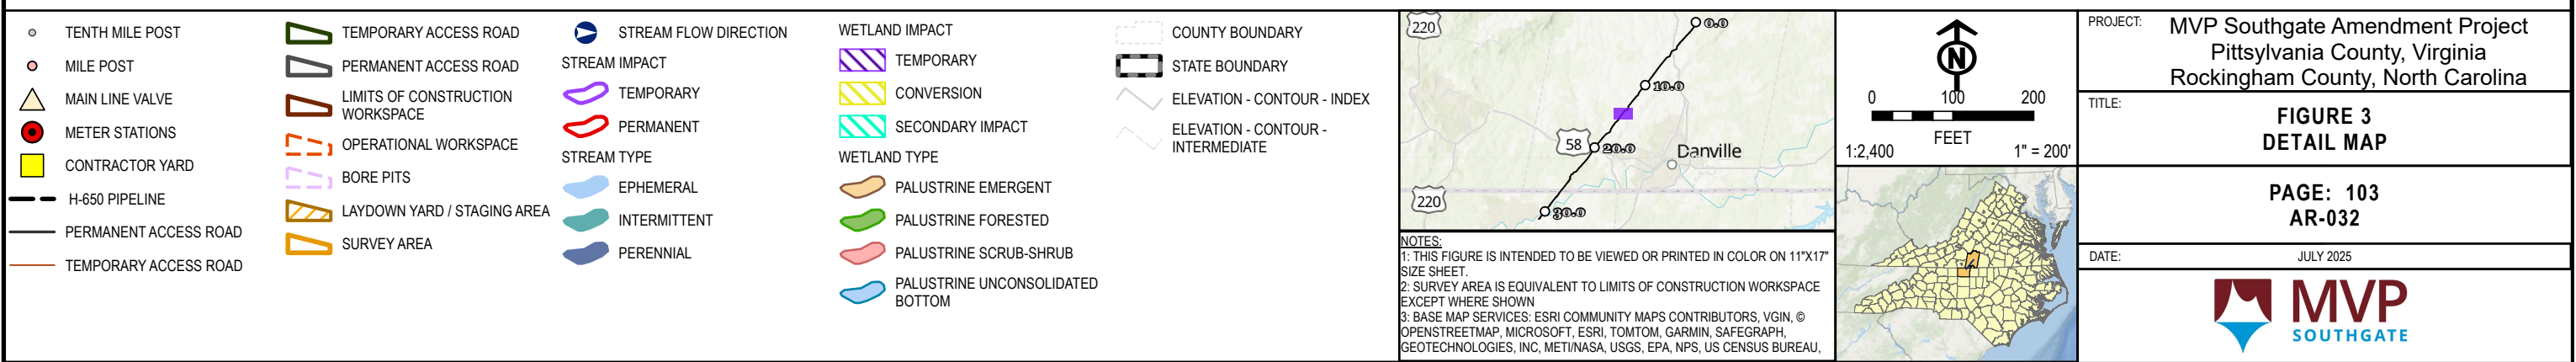 TENTH MILE POST
MILE POST
MAIN LINE VALVE
METER STATIONS
CONTRACTOR YARD
H-650 PIPELINE
PERMANENT ACCESS ROAD
TEMPORARY ACCESS ROAD
TEMPORARY ACCESS ROAD
PERMANENT ACCESS ROAD
LIMITS OF CONSTRUCTION
WORKSPACE
OPERATIONAL WORKSPACE
BORE PITS
LAYDOWN YARD / STAGING AREA
SURVEY AREA
STREAM FLOW DIRECTION
STREAM IMPACT
TEMPORARY
PERMANENT
STREAM TYPE
EPHEMERAL
INTERMITTENT
PERENNIAL
WETLAND IMPACT
TEMPORARY
CONVERSION
SECONDARY IMPACT
WETLAND TYPE
PALUSTRINE EMERGENT
PALUSTRINE FORESTED
PALUSTRINE SCRUB-SHRUB
PALUSTRINE UNCONSOLIDATED
BOTTOM
COUNTY BOUNDARY
STATE BOUNDARY
ELEVATION - CONTOUR - INDEX
ELEVATION - CONTOUR -
INTERMEDIATE
220
0.0
10.0
58
20.0
Danville
220
30.0
NOTES:
1: THIS FIGURE IS INTENDED TO BE VIEWED OR PRINTED IN COLOR ON 11"X17"
SIZE SHEET.
2: SURVEY AREA IS EQUIVALENT TO LIMITS OF CONSTRUCTION WORKSPACE
EXCEPT WHERE SHOWN
3: BASE MAP SERVICES: ESRI COMMUNITY MAPS CONTRIBUTORS, VGIN, ©
OPENSTREETMAP, MICROSOFT, ESRI, TOMTOM, GARMIN, SAFEGRAPH,
GEOTECHNOLOGIES, INC, METI/NASA, USGS, EPA, NPS, US CENSUS BUREAU,
N
0 100 200
FEET
1:2,400 1" = 200'
PROJECT: MVP Southgate Amendment Project
Pittsylvania County, Virginia
Rockingham County, North Carolina
TITLE:
FIGURE 3
DETAIL MAP
PAGE: 103
AR-032
DATE: JULY 2025
MVP
SOUTHGATE